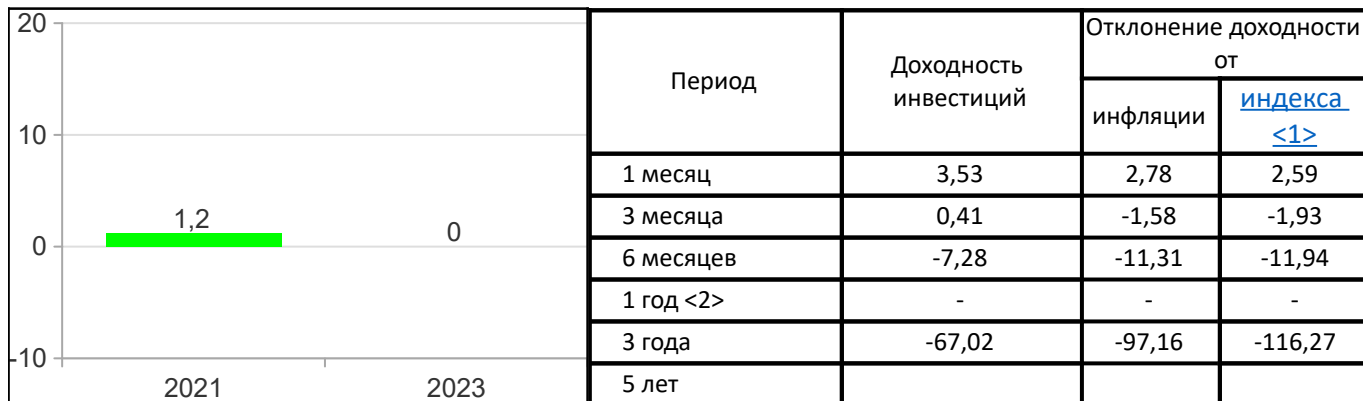 20
10
0
-10
1,2
0
2021
2023
Период
Доходность
инвестиций
Отклонение доходности
от
инфляции
индекса
<1>
1 месяц 3,53 2,78 2,59
3 месяца 0,41 -1,58 -1,93
6 месяцев -7,28 -11,31 -11,94
1 год <2> - - -
3 года -67,02 -97,16 -116,27
5 лет